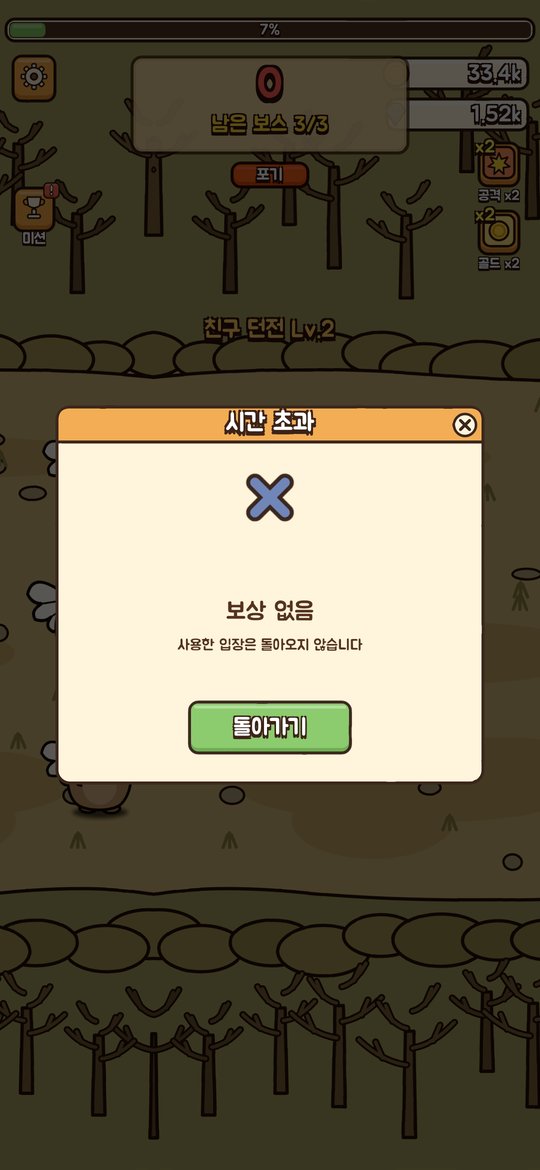 7%
33.4k
0
남은 보스 3/3
1.52k
x2
포기
공격 x2
!
미션
x2
골드 x2
친구 던전 Lv.2
시간 초과
보상 없음
사용한 입장은 돌아오지 않습니다
돌아가기